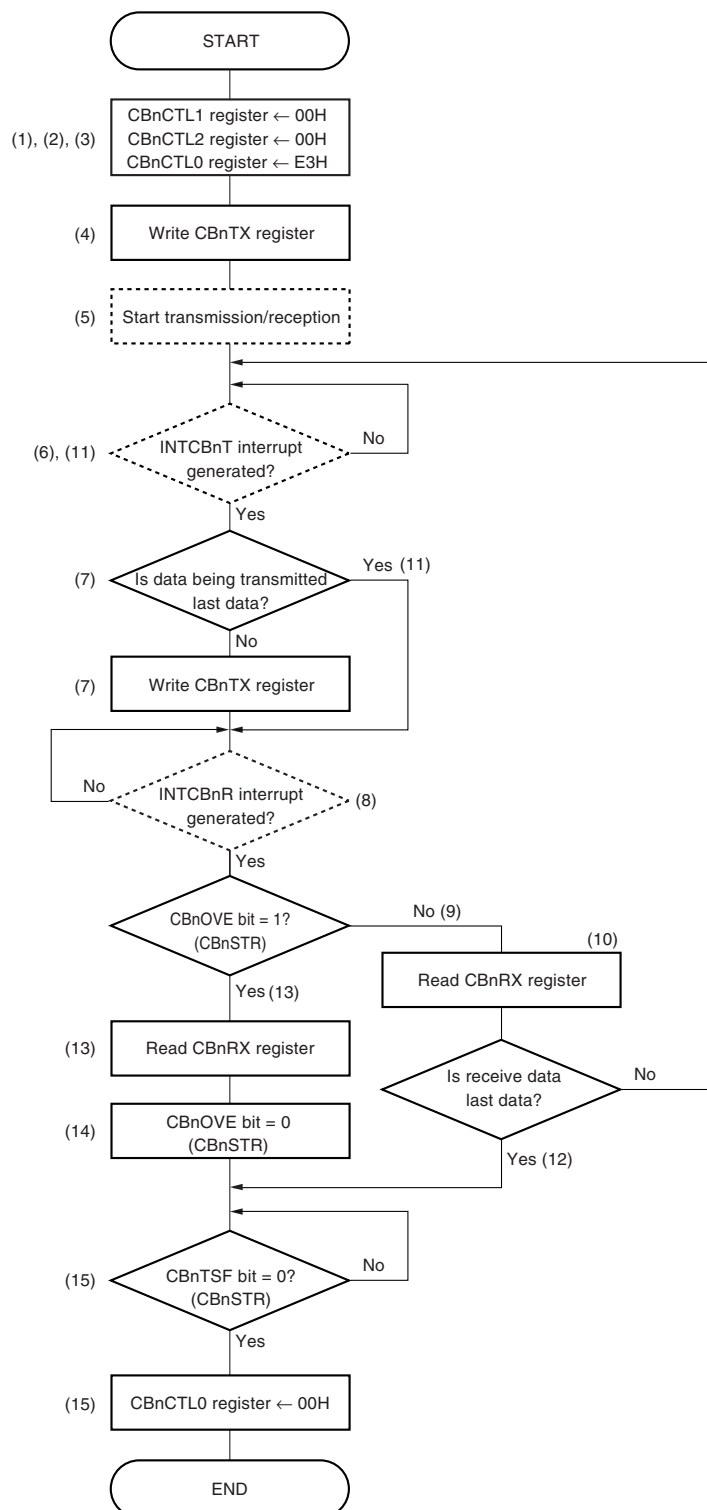 START
(1), (2), (3)
CBnCTL1 register ← 00H
CBnCTL2 register ← 00H
CBnCTL0 register ← E3H
(4)
Write CBnTX register
(5)
Start transmission/reception
(6), (11)
INTCBnT interrupt
generated?
No
Yes
(7)
Is data being transmitted
last data?
Yes (11)
No
(7)
Write CBnTX register
No
INTCBnR interrupt
generated?
(8)
Yes
CBnOVE bit = 1?
(CBnSTR)
No (9)
Yes (13)
(10)
Read CBnRX register
(13)
Read CBnRX register
Is receive data
last data?
No
Yes (12)
(14)
CBnOVE bit = 0
(CBnSTR)
(15)
CBnTSF bit = 0?
(CBnSTR)
No
Yes
(15)
CBnCTL0 register ← 00H
END